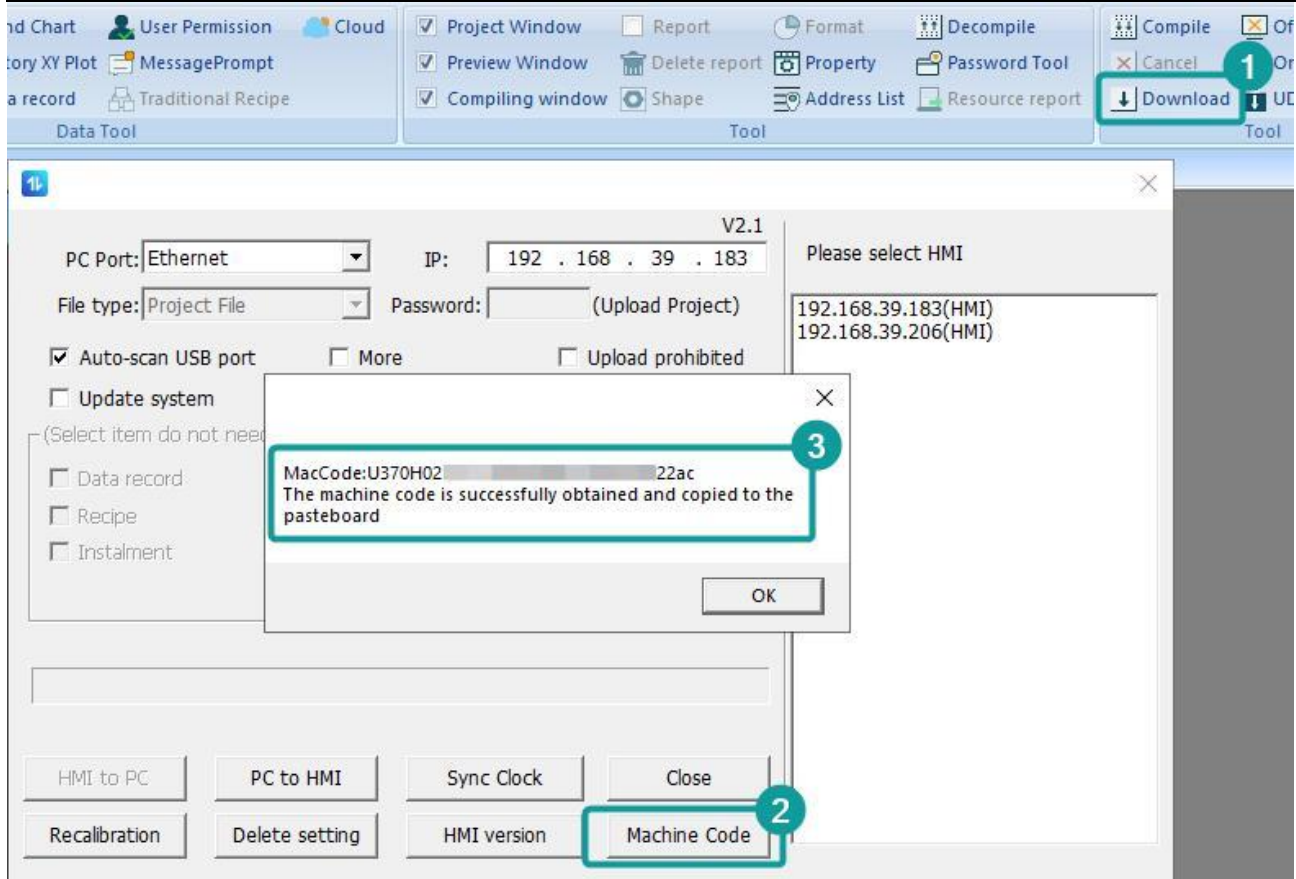 nd Chart User Permission Cloud Project Window Report Format Decompile Compile Of
tory XY Plot MessagePrompt Preview Window Delete report Property Password Tool Cancel 1 On
a record Traditional Recipe Compiling window Shape Address List Resource report Download UD
Data Tool Tool Tool
V2.1
PC Port: Ethernet IP: 192 . 168 . 39 . 183 Please select HMI
File type: Project File Password: (Upload Project) 192.168.39.183(HMI)
192.168.39.206(HMI)
Auto-scan USB port More Upload prohibited
Update system
(Select item do not need
3
Data record MacCode:U370H02 22ac
The machine code is successfully obtained and copied to the
Recipe pasteboard
Instalment
OK
HMI to PC PC to HMI Sync Clock Close
2
Recalibration Delete setting HMI version Machine Code